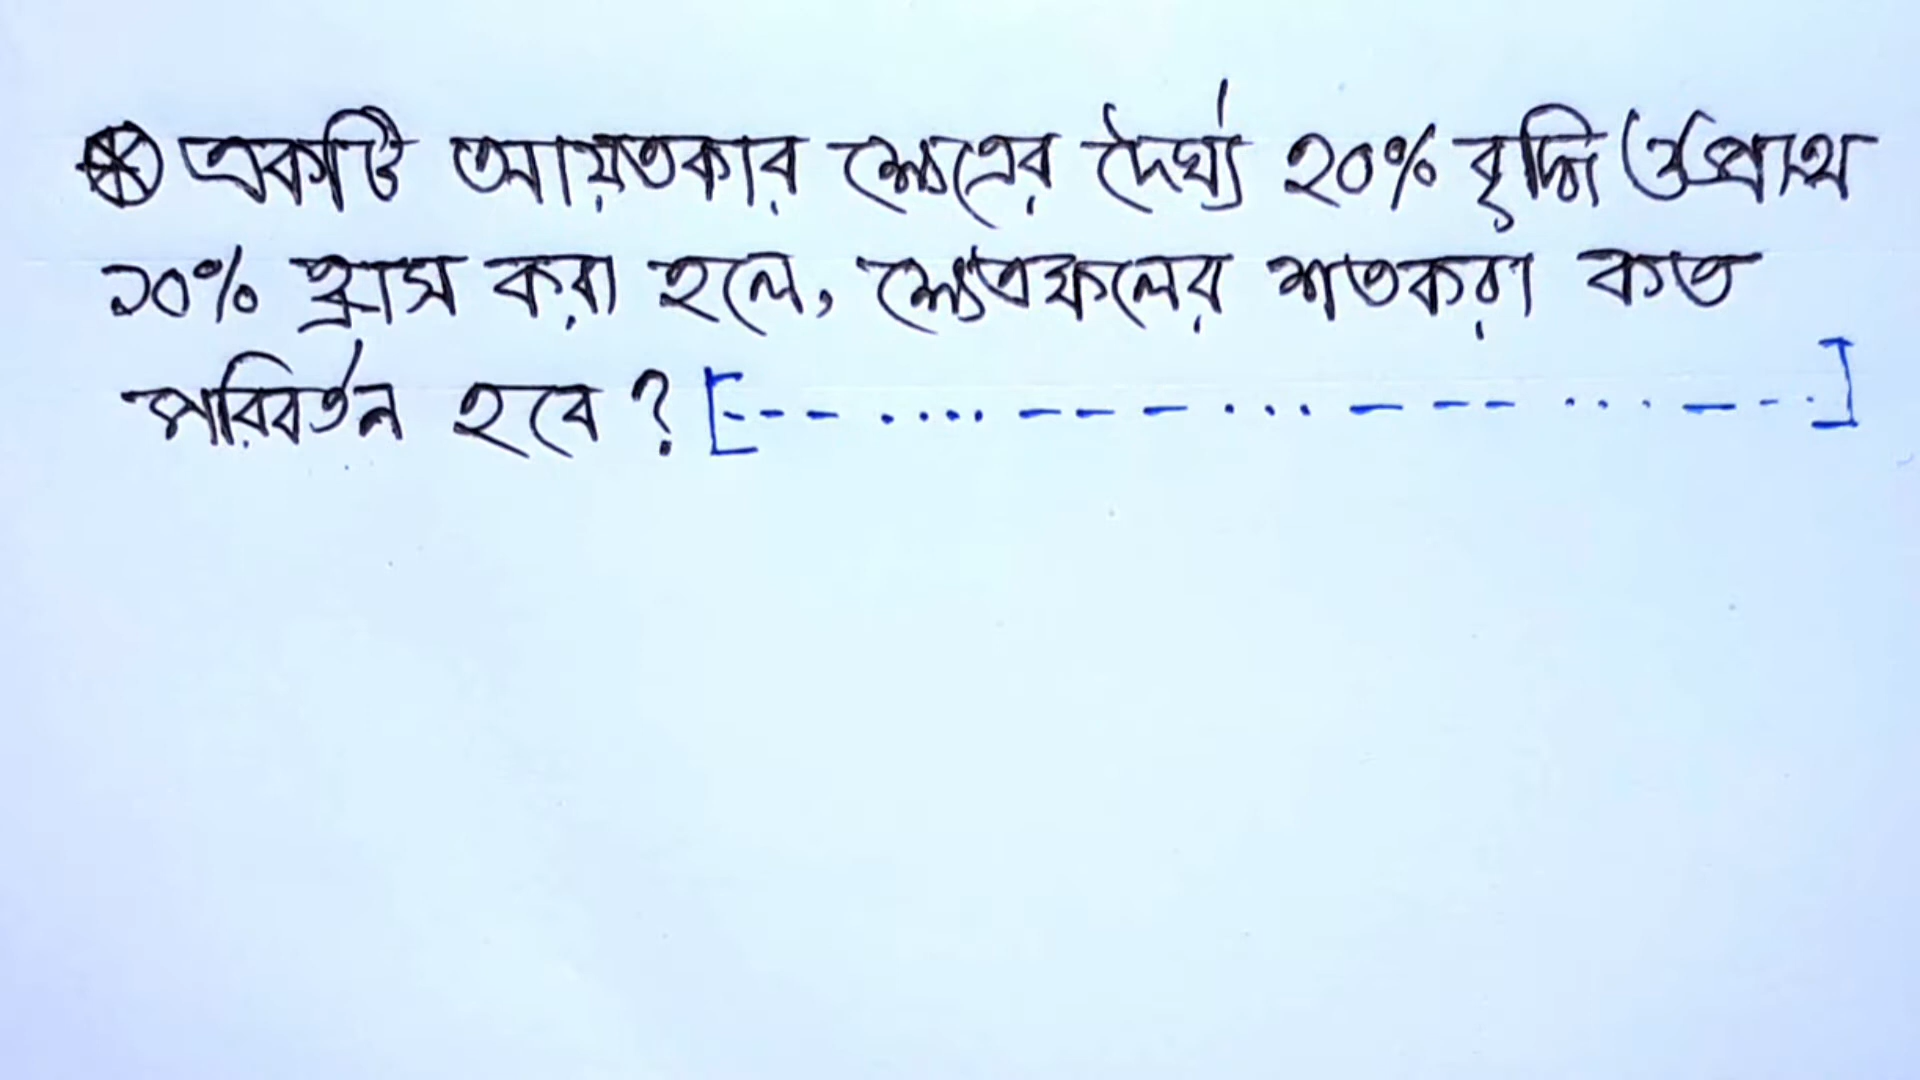 একটি আয়তকার ক্ষেত্রের দৈর্ঘ্য ২০% বৃদ্ধি ও প্রস্থ
১০% হ্রাস করা হলে, ক্ষেত্রফলের শতকরা কত
পরিবর্তন হবে? [--- .... --- ... --- ... ---]